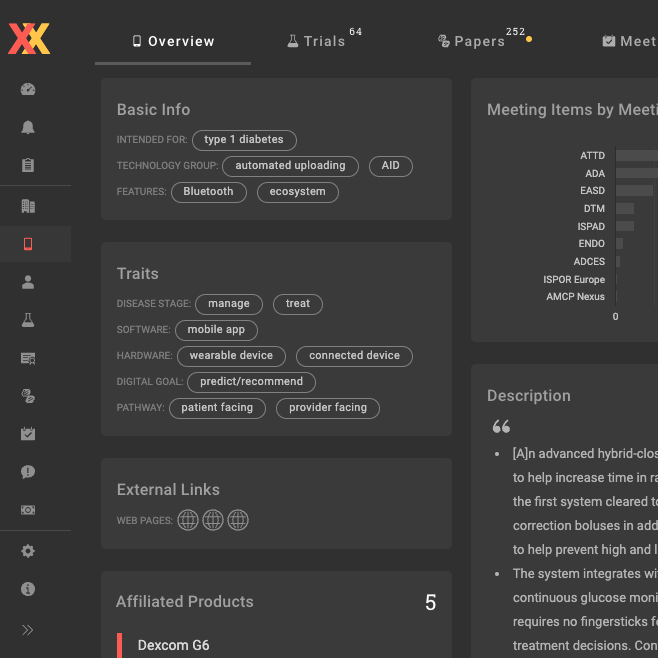 Overview
Trials 64
Papers 252
Meet
Basic Info
INTENDED FOR: type 1 diabetes
TECHNOLOGY GROUP: automated uploading AID
FEATURES: Bluetooth ecosystem
Traits
DISEASE STAGE: manage treat
SOFTWARE: mobile app
HARDWARE: wearable device connected device
DIGITAL GOAL: predict/recommend
PATHWAY: patient facing provider facing
External Links
WEB PAGES:
Affiliated Products 5
Dexcom G6
Meeting Items by Meeti
ATTD
ADA
EASD
DTM
ISPAD
ENDO
ADCES
ISPOR Europe
AMCP Nexus
0
Description
“
• [A]n advanced hybrid-clos
to help increase time in ra
the first system cleared to
correction boluses in add
to help prevent high and l
• The system integrates wi
continuous glucose moni
requires no fingersticks fo
treatment decisions. Con